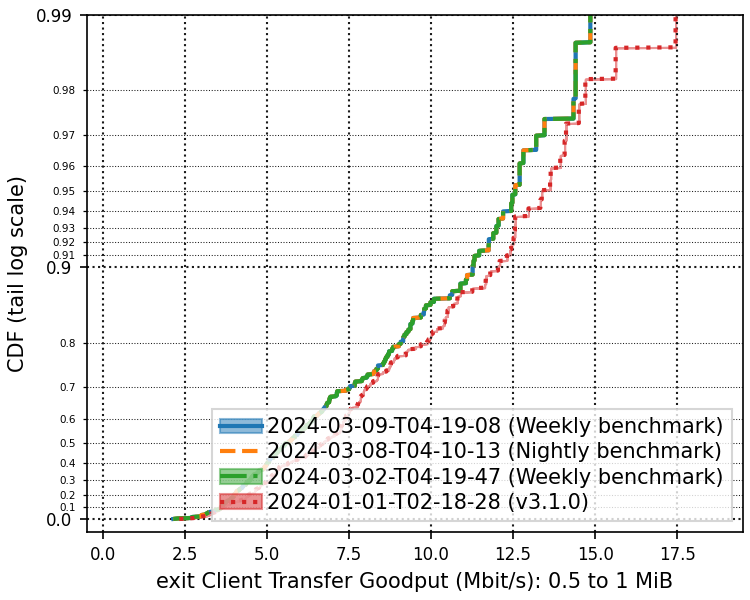 0.99
0.98
0.97
0.96
0.95
0.94
0.93
0.92
0.91
0.9
0.8
0.7
0.6
0.5
0.4
0.3
0.2
0.1
0.0
CDF (tail log scale)
2024-03-09-T04-19-08 (Weekly benchmark)
2024-03-08-T04-10-13 (Nightly benchmark)
2024-03-02-T04-19-47 (Weekly benchmark)
2024-01-01-T02-18-28 (v3.1.0)
0.0 2.5 5.0 7.5 10.0 12.5 15.0 17.5
exit Client Transfer Goodput (Mbit/s): 0.5 to 1 MiB